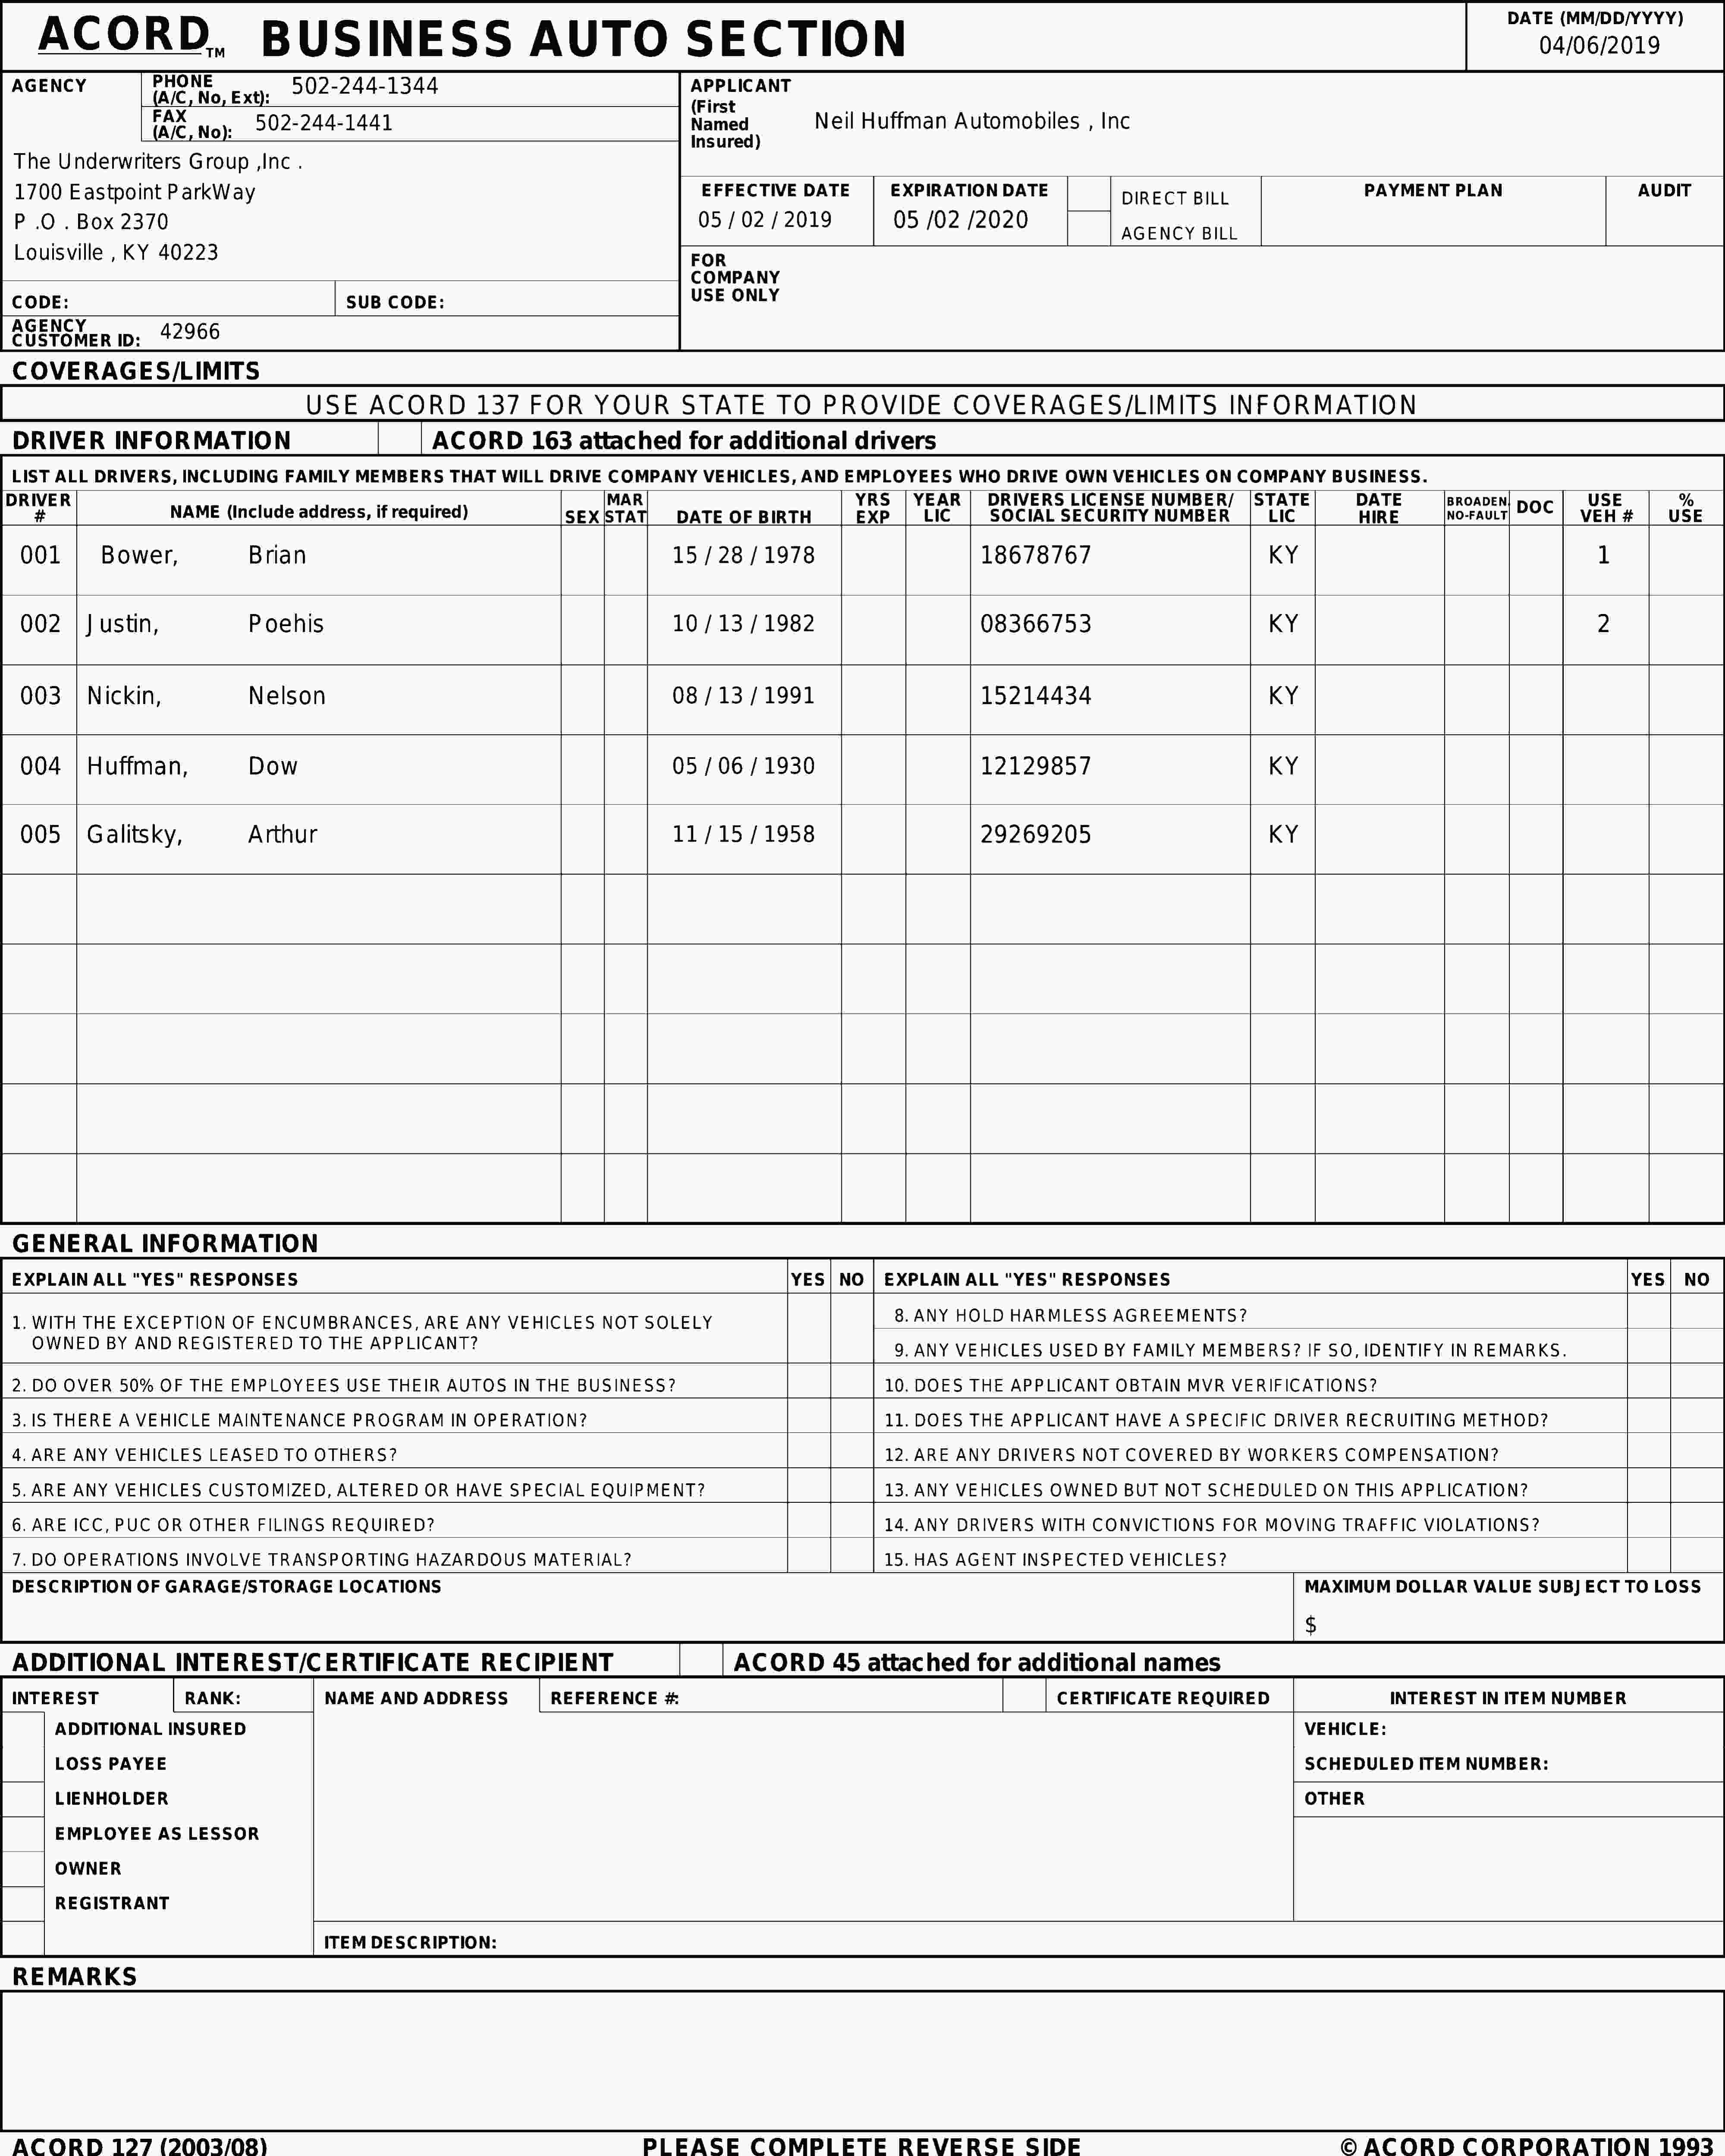 ACORD TM BUSINESS AUTO SECTION
DATE (MM/DD/YYYY)
04/06/2019
AGENCY
PHONE (A/C, No, Ext): 502-244-1344
FAX (A/C, No): 502-244-1441
The Underwriters Group ,Inc .
1700 Eastpoint ParkWay
P .O . Box 2370
Louisville , KY 40223
CODE: SUB CODE:
AGENCY CUSTOMER ID: 42966
APPLICANT (First Named Insured) Neil Huffman Automobiles , Inc
EFFECTIVE DATE EXPIRATION DATE DIRECT BILL PAYMENT PLAN AUDIT
05 / 02 / 2019 05 /02 /2020 AGENCY BILL
FOR COMPANY USE ONLY
COVERAGES/LIMITS
USE ACORD 137 FOR YOUR STATE TO PROVIDE COVERAGES/LIMITS INFORMATION
DRIVER INFORMATION ACORD 163 attached for additional drivers
LIST ALL DRIVERS, INCLUDING FAMILY MEMBERS THAT WILL DRIVE COMPANY VEHICLES, AND EMPLOYEES WHO DRIVE OWN VEHICLES ON COMPANY BUSINESS.
DRIVER # NAME (Include address, if required) SEX MAR STAT DATE OF BIRTH YRS EXP YEAR LIC DRIVERS LICENSE NUMBER/ SOCIAL SECURITY NUMBER STATE LIC DATE HIRE BROADEN. NO-FAULT DOC USE VEH # % USE
001 Bower, Brian 15 / 28 / 1978 18678767 KY 1
002 Justin, Poehis 10 / 13 / 1982 08366753 KY 2
003 Nickin, Nelson 08 / 13 / 1991 15214434 KY
004 Huffman, Dow 05 / 06 / 1930 12129857 KY
005 Galitsky, Arthur 11 / 15 / 1958 29269205 KY
GENERAL INFORMATION
EXPLAIN ALL "YES" RESPONSES YES NO
1. WITH THE EXCEPTION OF ENCUMBRANCES, ARE ANY VEHICLES NOT SOLELY
OWNED BY AND REGISTERED TO THE APPLICANT?
2. DO OVER 50% OF THE EMPLOYEES USE THEIR AUTOS IN THE BUSINESS?
3. IS THERE A VEHICLE MAINTENANCE PROGRAM IN OPERATION?
4. ARE ANY VEHICLES LEASED TO OTHERS?
5. ARE ANY VEHICLES CUSTOMIZED, ALTERED OR HAVE SPECIAL EQUIPMENT?
6. ARE ICC, PUC OR OTHER FILINGS REQUIRED?
7. DO OPERATIONS INVOLVE TRANSPORTING HAZARDOUS MATERIAL?
EXPLAIN ALL "YES" RESPONSES YES NO
8. ANY HOLD HARMLESS AGREEMENTS?
9. ANY VEHICLES USED BY FAMILY MEMBERS? IF SO, IDENTIFY IN REMARKS.
10. DOES THE APPLICANT OBTAIN MVR VERIFICATIONS?
11. DOES THE APPLICANT HAVE A SPECIFIC DRIVER RECRUITING METHOD?
12. ARE ANY DRIVERS NOT COVERED BY WORKERS COMPENSATION?
13. ANY VEHICLES OWNED BUT NOT SCHEDULED ON THIS APPLICATION?
14. ANY DRIVERS WITH CONVICTIONS FOR MOVING TRAFFIC VIOLATIONS?
15. HAS AGENT INSPECTED VEHICLES?
DESCRIPTION OF GARAGE/STORAGE LOCATIONS
MAXIMUM DOLLAR VALUE SUBJECT TO LOSS
$
ADDITIONAL INTEREST/CERTIFICATE RECIPIENT ACORD 45 attached for additional names
INTEREST RANK: NAME AND ADDRESS REFERENCE #: CERTIFICATE REQUIRED INTEREST IN ITEM NUMBER
ADDITIONAL INSURED VEHICLE:
LOSS PAYEE SCHEDULED ITEM NUMBER:
LIENHOLDER OTHER
EMPLOYEE AS LESSOR
OWNER
REGISTRANT
ITEM DESCRIPTION:
REMARKS
ACORD 127 (2003/08) PLEASE COMPLETE REVERSE SIDE © ACORD CORPORATION 1993